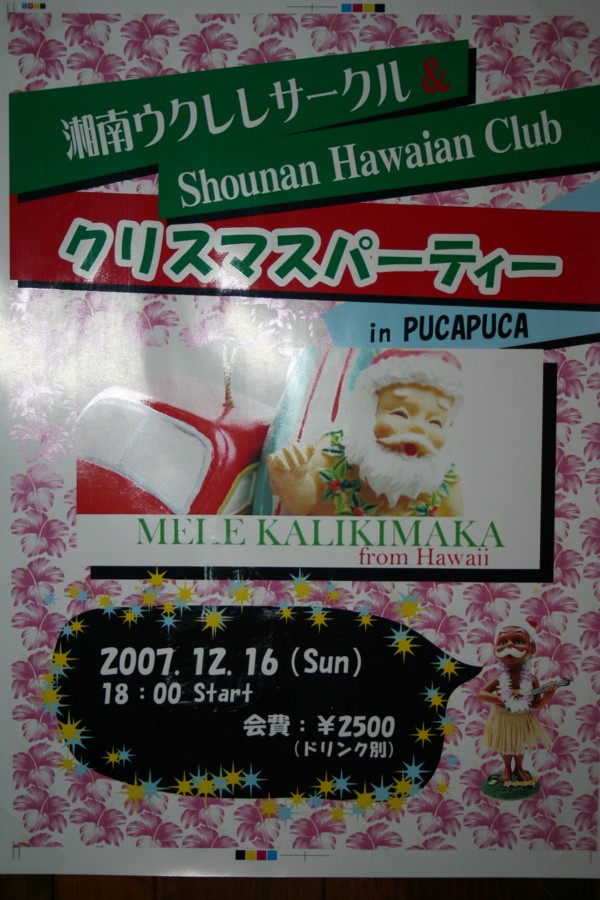 湘南ウクレレサークル &
Shounan Hawaian Club
クリスマスパーティー
in PUCAPUCA
MELE KALIKIMAKA
from Hawaii
2007.12.16 (Sun)
18:00 Start
会費:¥2500
(ドリンク別)